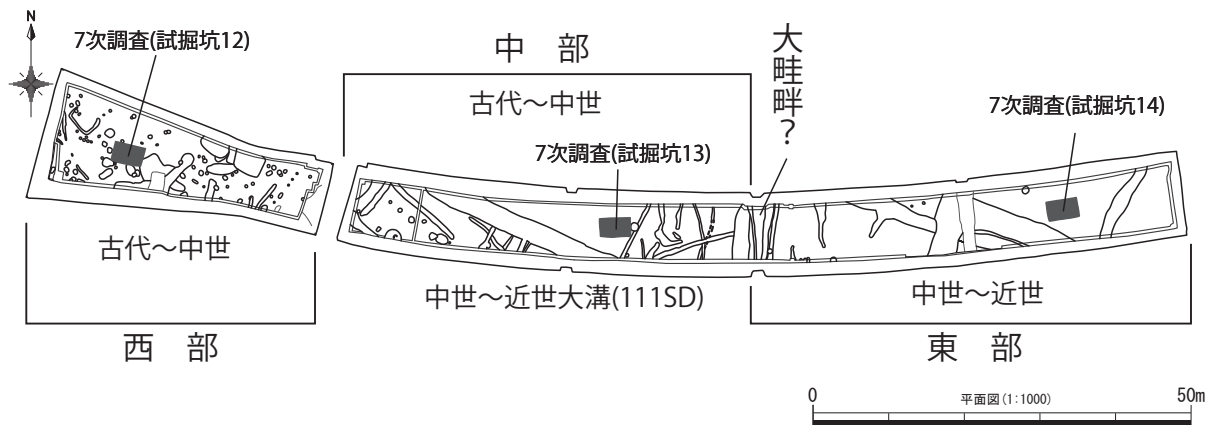 N
7次調査(試掘坑12)
中　部
大畦畔？
古代〜中世
7次調査(試掘坑14)
7次調査(試掘坑13)
古代〜中世
中世〜近世大溝(111SD)
中世〜近世
西　部
東　部
0
平面図(1:1000)
50m